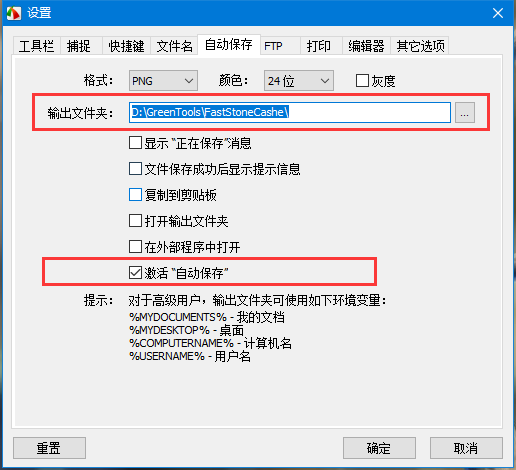 设置
工具栏 捕捉 快捷键 文件名 自动保存 FTP 打印 编辑器 其它选项
格式: PNG 颜色: 24 位 灰度
输出文件夹: D:\GreenTools\FastStoneCashe\ ...
显示 “正在保存” 消息
文件保存成功后显示提示信息
复制到剪贴板
打开输出文件夹
在外部程序中打开
激活 “自动保存”
提示: 对于高级用户，输出文件夹可使用如下环境变量:
%MYDOCUMENTS% - 我的文档
%MYDESKTOP% - 桌面
%COMPUTERNAME% - 计算机名
%USERNAME% - 用户名
重置 确定 取消